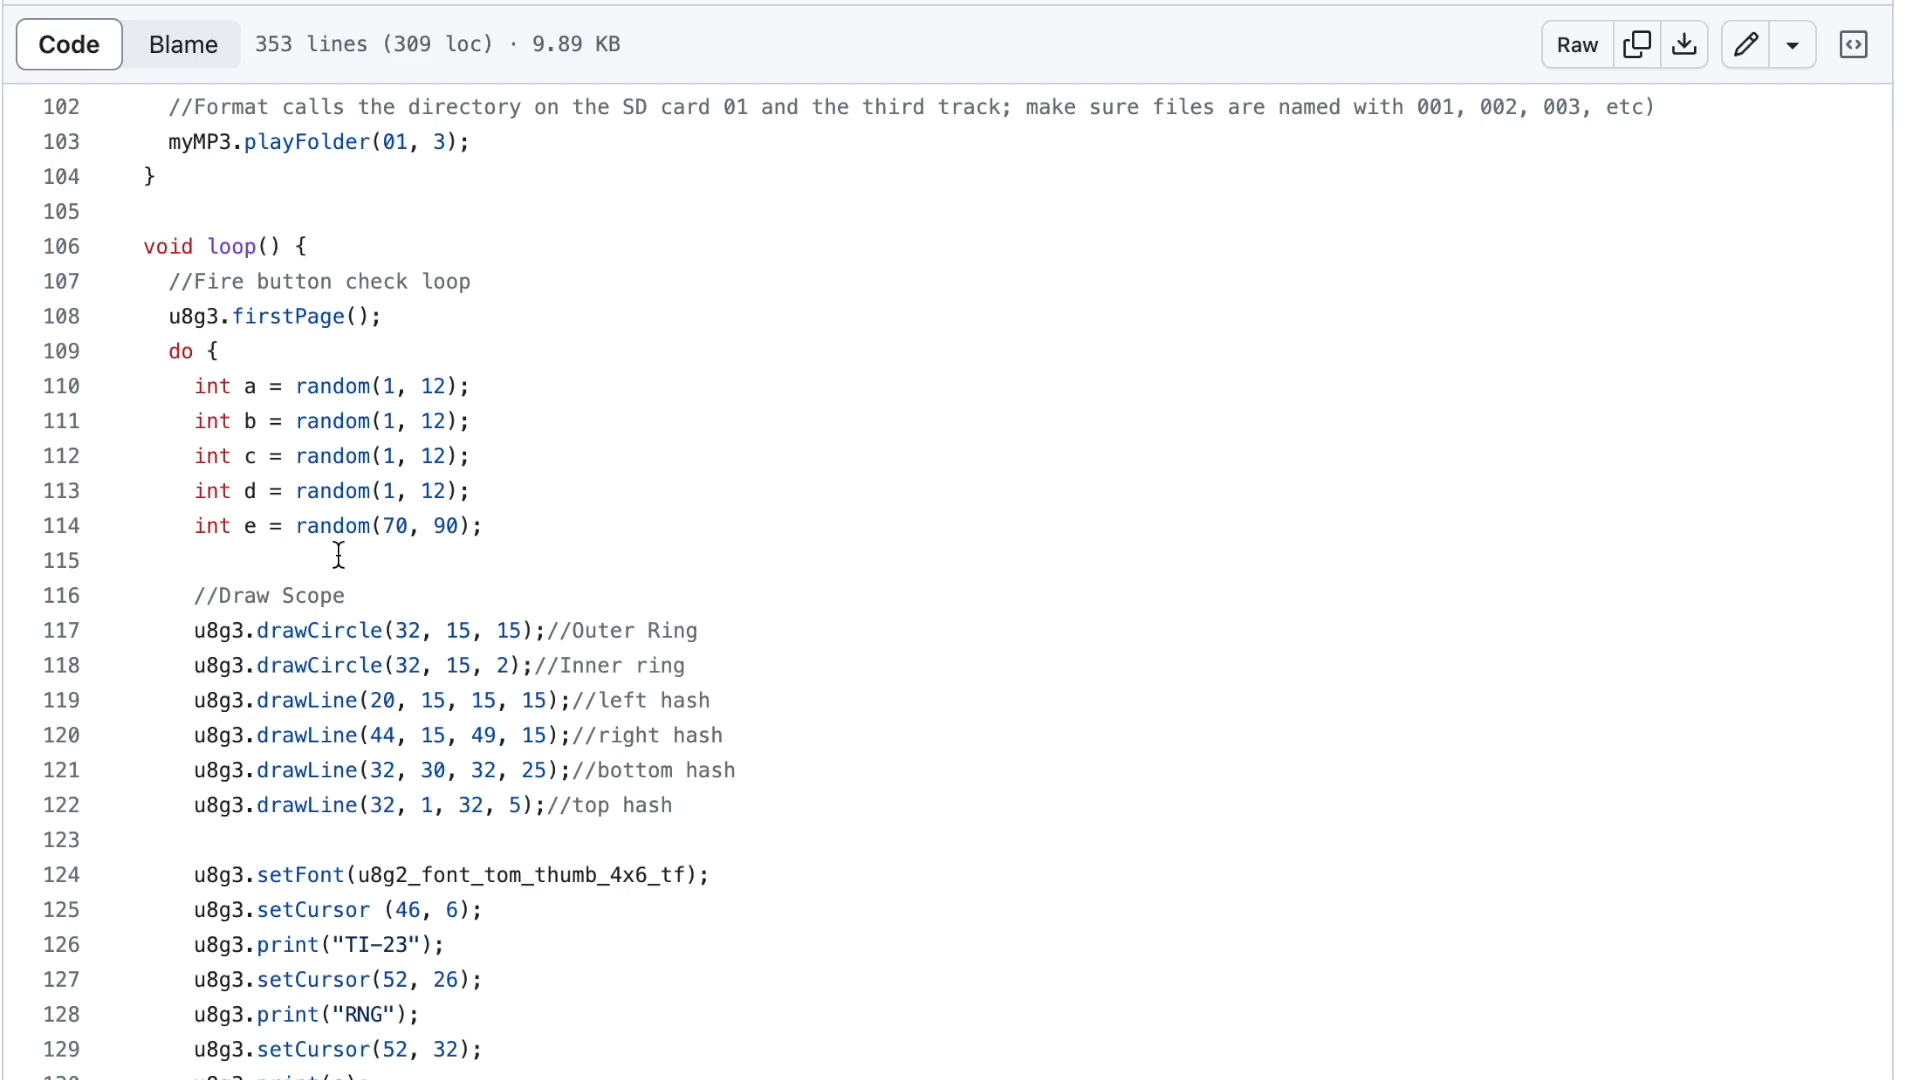 Code Blame 353 lines (309 loc) · 9.89 KB Raw
102 //Format calls the directory on the SD card 01 and the third track; make sure files are named with 001, 002, 003, etc)
103 myMP3.playFolder(01, 3);
104 }
105
106 void loop() {
107 //Fire button check loop
108 u8g3.firstPage();
109 do {
110 int a = random(1, 12);
111 int b = random(1, 12);
112 int c = random(1, 12);
113 int d = random(1, 12);
114 int e = random(70, 90);
115
116 //Draw Scope
117 u8g3.drawCircle(32, 15, 15);//Outer Ring
118 u8g3.drawCircle(32, 15, 2);//Inner ring
119 u8g3.drawLine(20, 15, 15, 15);//left hash
120 u8g3.drawLine(44, 15, 49, 15);//right hash
121 u8g3.drawLine(32, 30, 32, 25);//bottom hash
122 u8g3.drawLine(32, 1, 32, 5);//top hash
123
124 u8g3.setFont(u8g2_font_tom_thumb_4x6_tf);
125 u8g3.setCursor (46, 6);
126 u8g3.print("TI-23");
127 u8g3.setCursor(52, 26);
128 u8g3.print("RNG");
129 u8g3.setCursor(52, 32);